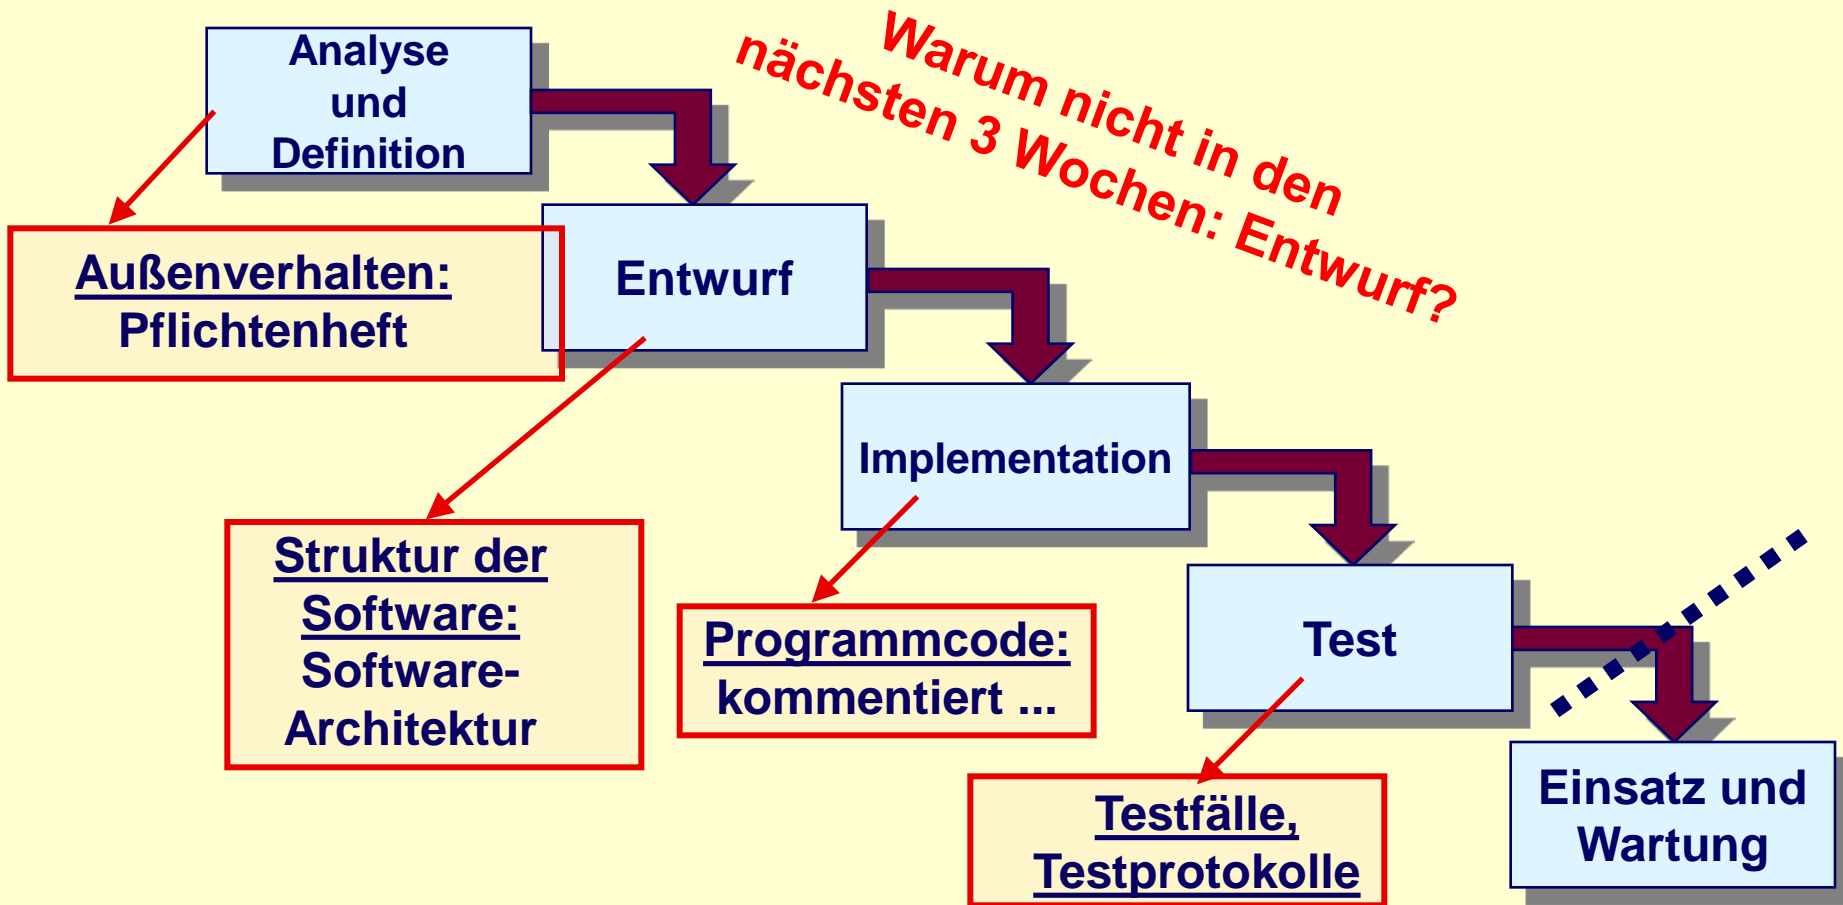 Analyse
und
Definition
Warum nicht in den
nächsten 3 Wochen: Entwurf?
Außenverhalten:
Pflichtenheft
Entwurf
Implementation
Struktur der
Software:
Software-
Architektur
Programmcode:
kommentiert ...
Test
Testfälle,
Testprotokolle
Einsatz und
Wartung